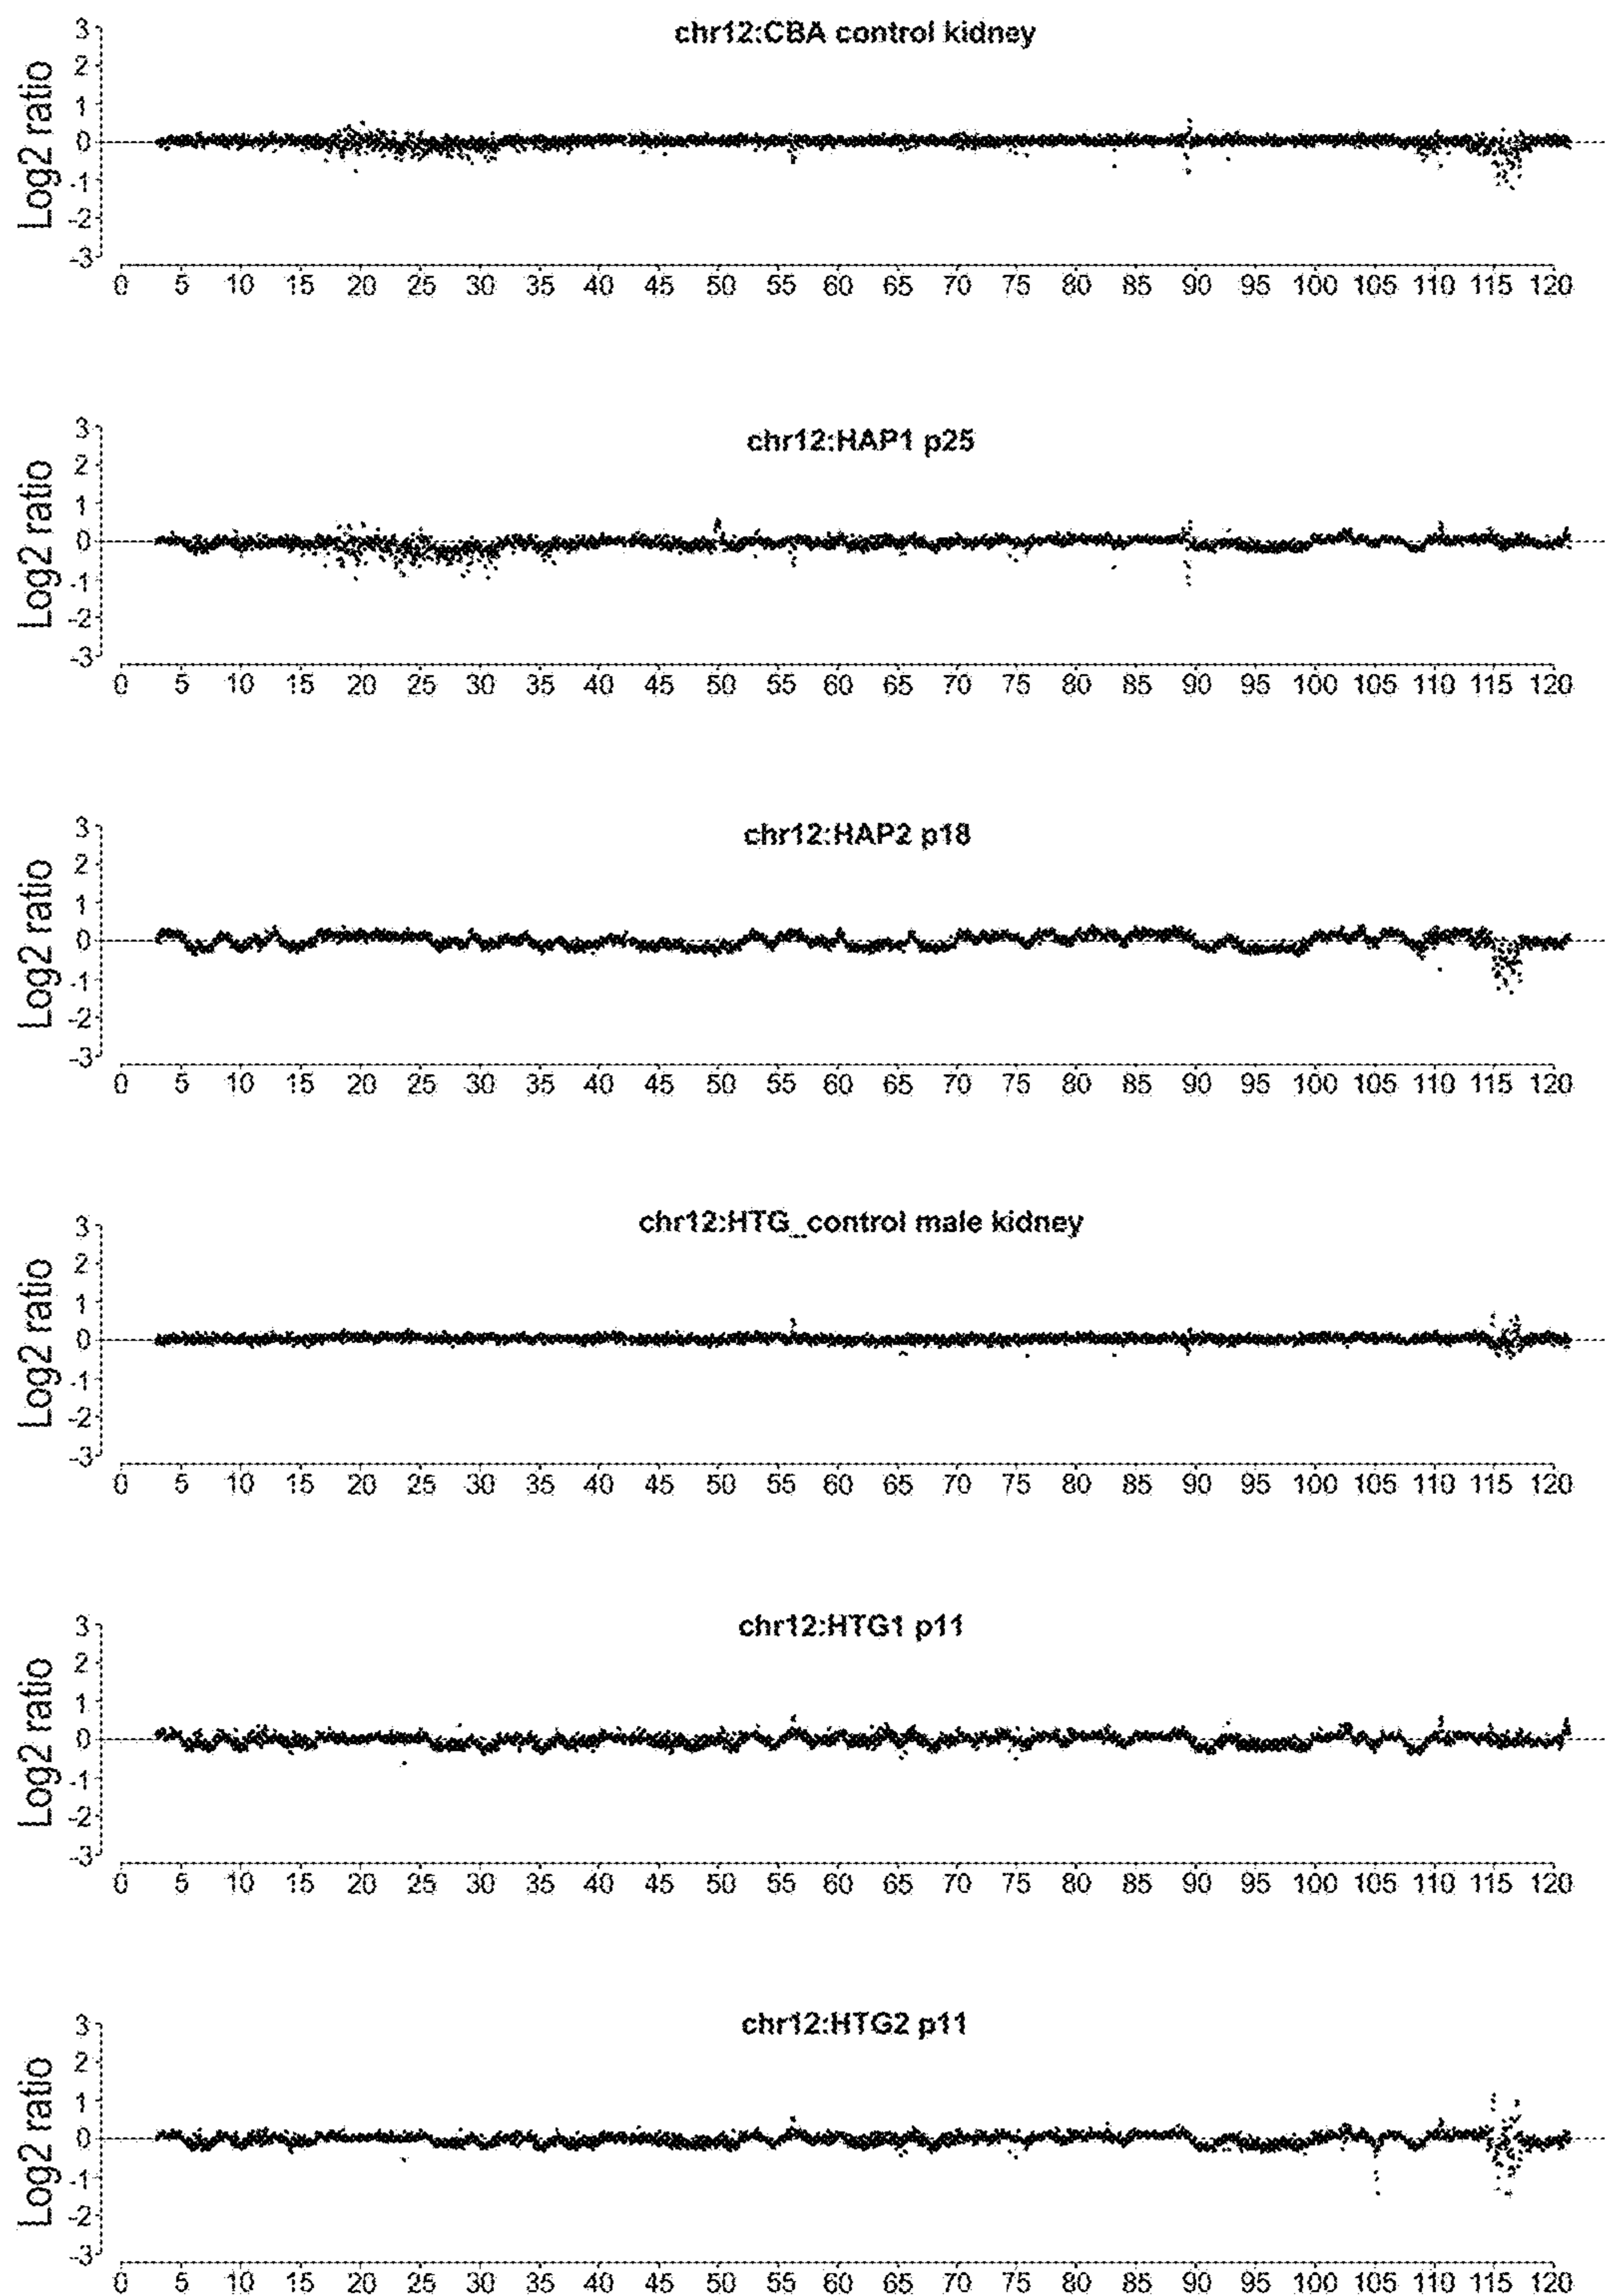 chr12:CBA control kidney
3
2
1
0
-1
-2
-3
Log2 ratio
0 5 10 15 20 25 30 35 40 45 50 55 60 65 70 75 80 85 90 95 100 105 110 115 120
chr12:HAP1 p25
3
2
1
0
-1
-2
-3
Log2 ratio
0 5 10 15 20 25 30 35 40 45 50 55 60 65 70 75 80 85 90 95 100 105 110 115 120
chr12:HAP2 p18
3
2
1
0
-1
-2
-3
Log2 ratio
0 5 10 15 20 25 30 35 40 45 50 55 60 65 70 75 80 85 90 95 100 105 110 115 120
chr12:HTG_control male kidney
3
2
1
0
-1
-2
-3
Log2 ratio
0 5 10 15 20 25 30 35 40 45 50 55 60 65 70 75 80 85 90 95 100 105 110 115 120
chr12:HTG1 p11
3
2
1
0
-1
-2
-3
Log2 ratio
0 5 10 15 20 25 30 35 40 45 50 55 60 65 70 75 80 85 90 95 100 105 110 115 120
chr12:HTG2 p11
3
2
1
0
-1
-2
-3
Log2 ratio
0 5 10 15 20 25 30 35 40 45 50 55 60 65 70 75 80 85 90 95 100 105 110 115 120